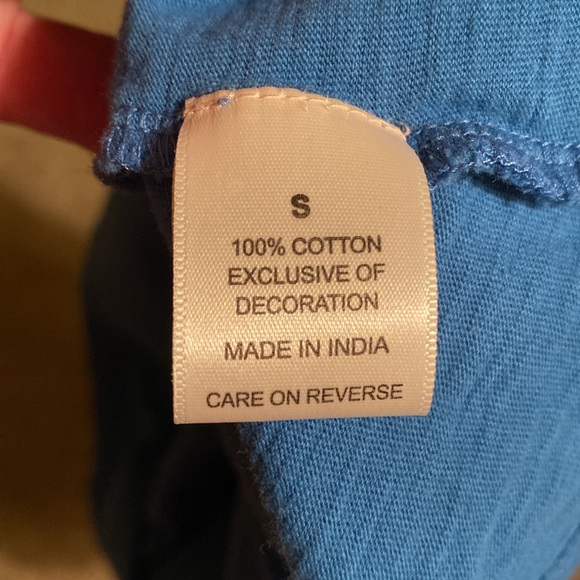 S
100% COTTON
EXCLUSIVE OF
DECORATION
MADE IN INDIA
CARE ON REVERSE